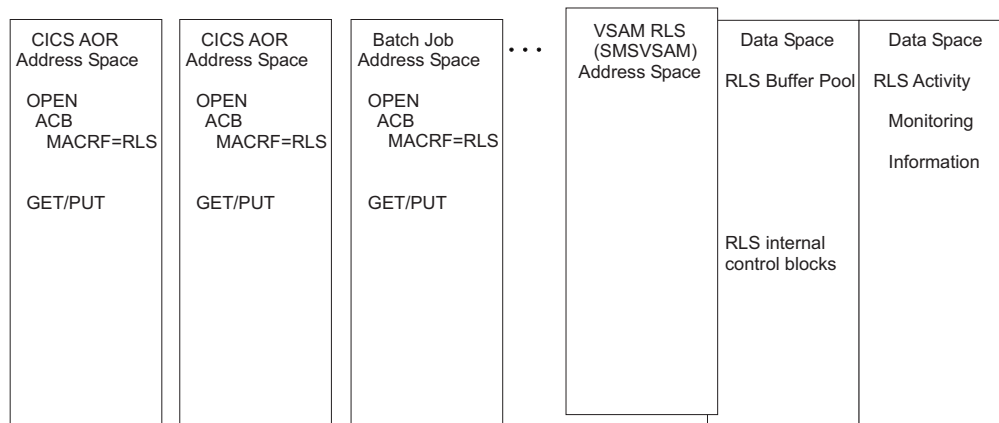 CICS AOR
Address Space
OPEN
ACB
MACRF=RLS
GET/PUT
CICS AOR
Address Space
OPEN
ACB
MACRF=RLS
GET/PUT
Batch Job
Address Space
OPEN
ACB
MACRF=RLS
GET/PUT
...
VSAM RLS
(SMSVSAM)
Address Space
Data Space
RLS Buffer Pool
RLS internal
control blocks
Data Space
RLS Activity
Monitoring
Information